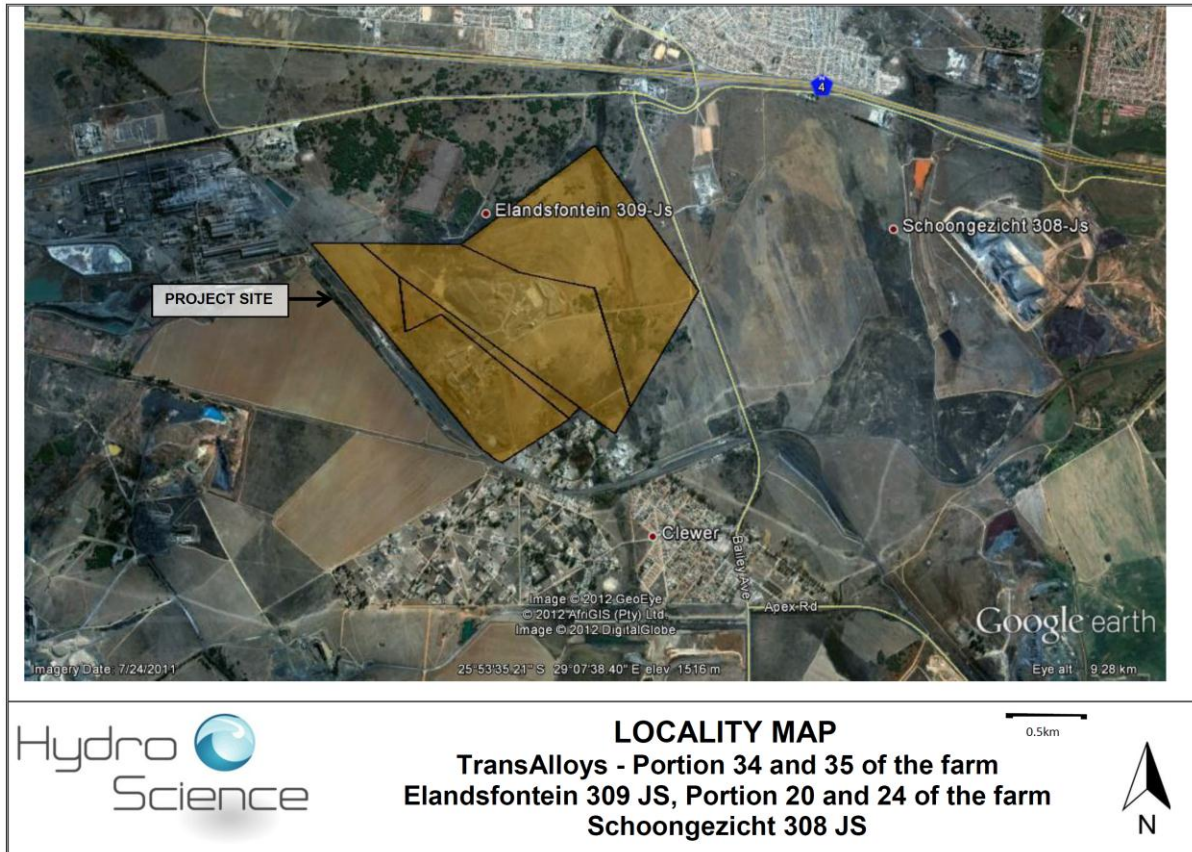 4
Elandsfontein 309-Js
Schoongezicht 308-Js
PROJECT SITE
Clewer
Bailey Ave
Apex Rd
Image © 2012 GeoEye
© 2012 AfriGIS (Pty) Ltd.
Image © 2012 DigitalGlobe
Google earth
Imagery Date: 7/24/2011
25°53'35.21" S 29°07'38.40" E elev 1516 m
Eye alt 9.28 km
Hydro
Science
LOCALITY MAP
TransAlloys - Portion 34 and 35 of the farm
Elandsfontein 309 JS, Portion 20 and 24 of the farm
Schoongezicht 308 JS
0.5km
N